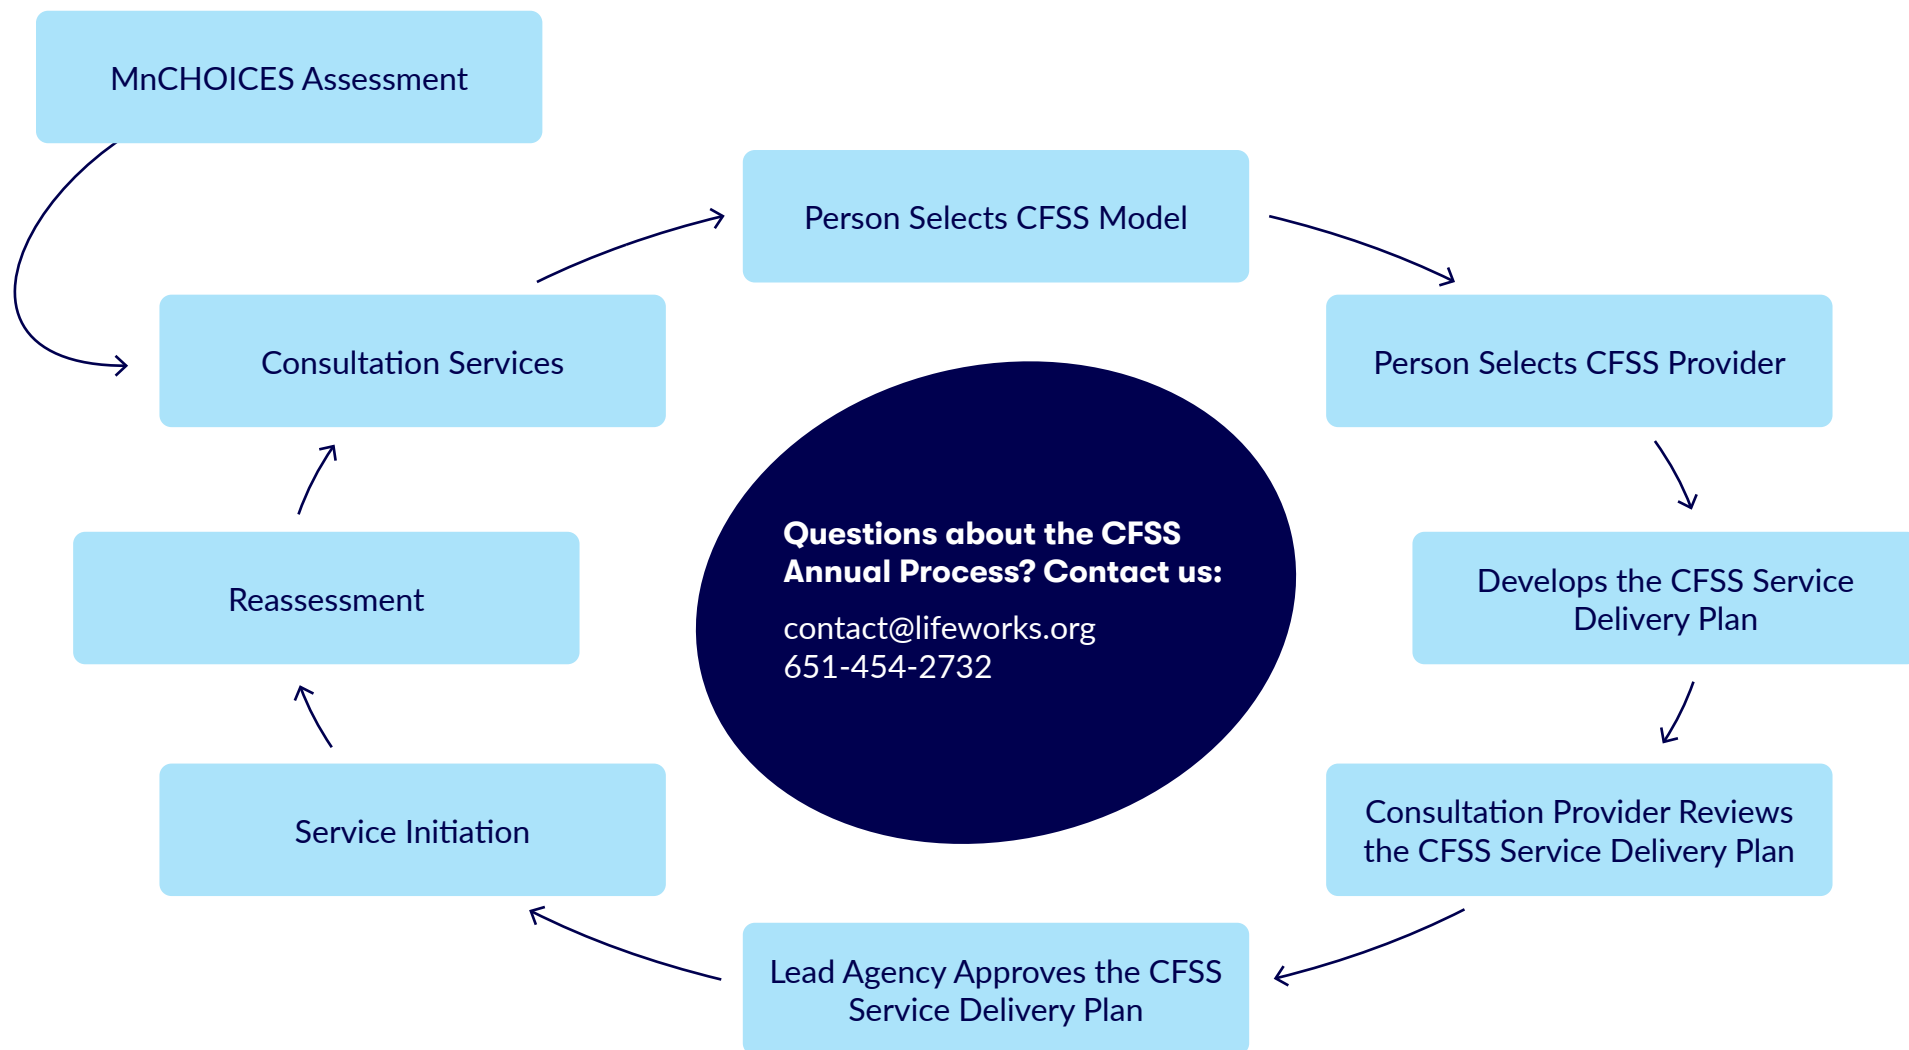 MnCHOICES Assessment
Person Selects CFSS Model
Consultation Services
Person Selects CFSS Provider
Questions about the CFSS
Annual Process? Contact us:
contact@lifeworks.org
651-454-2732
Reassessment
Develops the CFSS Service
Delivery Plan
Service Initiation
Consultation Provider Reviews
the CFSS Service Delivery Plan
Lead Agency Approves the CFSS
Service Delivery Plan